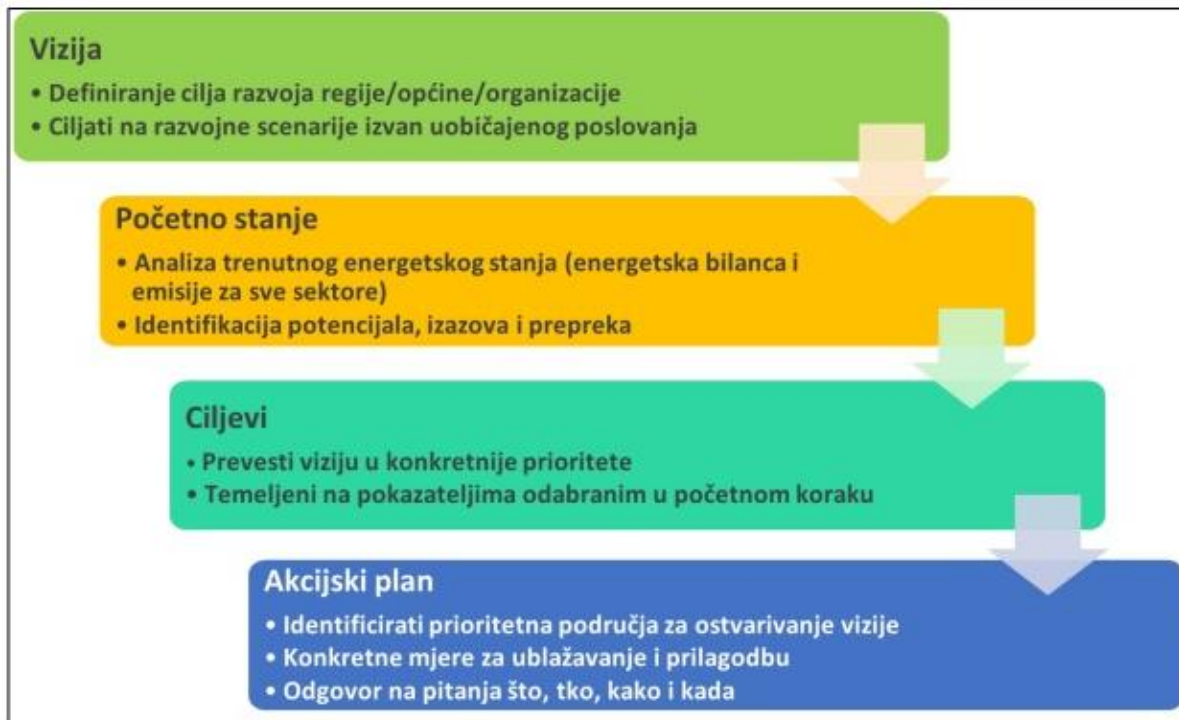 Vizija
• Definiranje cilja razvoja regije/općine/organizacije
• Ciljati na razvojne scenarije izvan uobičajenog poslovanja
Početno stanje
• Analiza trenutnog energetskog stanja (energetska bilanca i
emisije za sve sektore)
• Identifikacija potencijala, izazova i prepreka
Ciljevi
• Prevesti viziju u konkretnije prioritete
• Temeljeni na pokazateljima odabranim u početnom koraku
Akcijski plan
• Identificirati prioritetna područja za ostvarivanje vizije
• Konkretne mjere za ublažavanje i prilagodbu
• Odgovor na pitanja što, tko, kako i kada